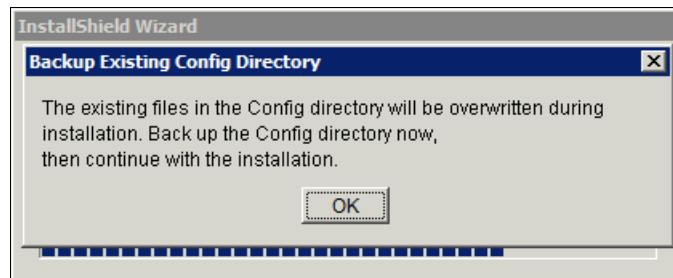 InstallShield Wizard
Backup Existing Config Directory
The existing files in the Config directory will be overwritten during
installation. Back up the Config directory now,
then continue with the installation.
OK